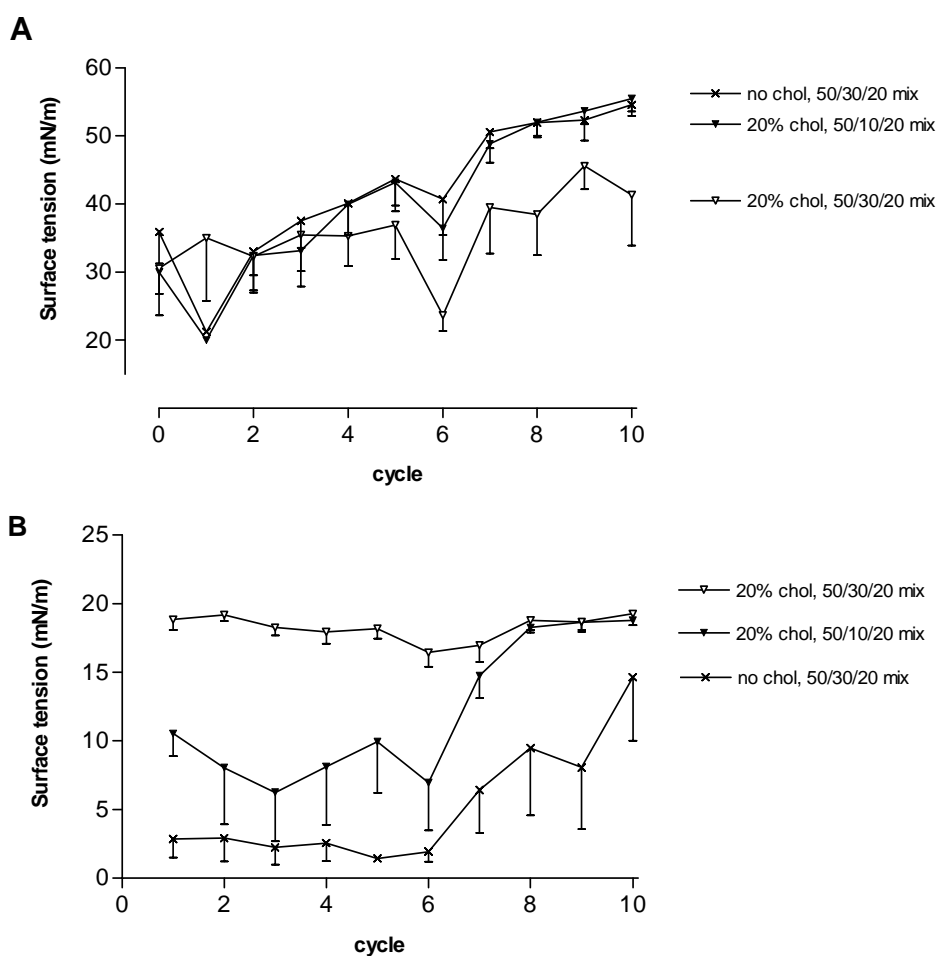 A
60
50
40
30
20
Surface tension (mN/m)
0 2 4 6 8 10
cycle
no chol, 50/30/20 mix
20% chol, 50/10/20 mix
20% chol, 50/30/20 mix
B
25
20
15
10
5
0
Surface tension (mN/m)
0 2 4 6 8 10
cycle
20% chol, 50/30/20 mix
20% chol, 50/10/20 mix
no chol, 50/30/20 mix